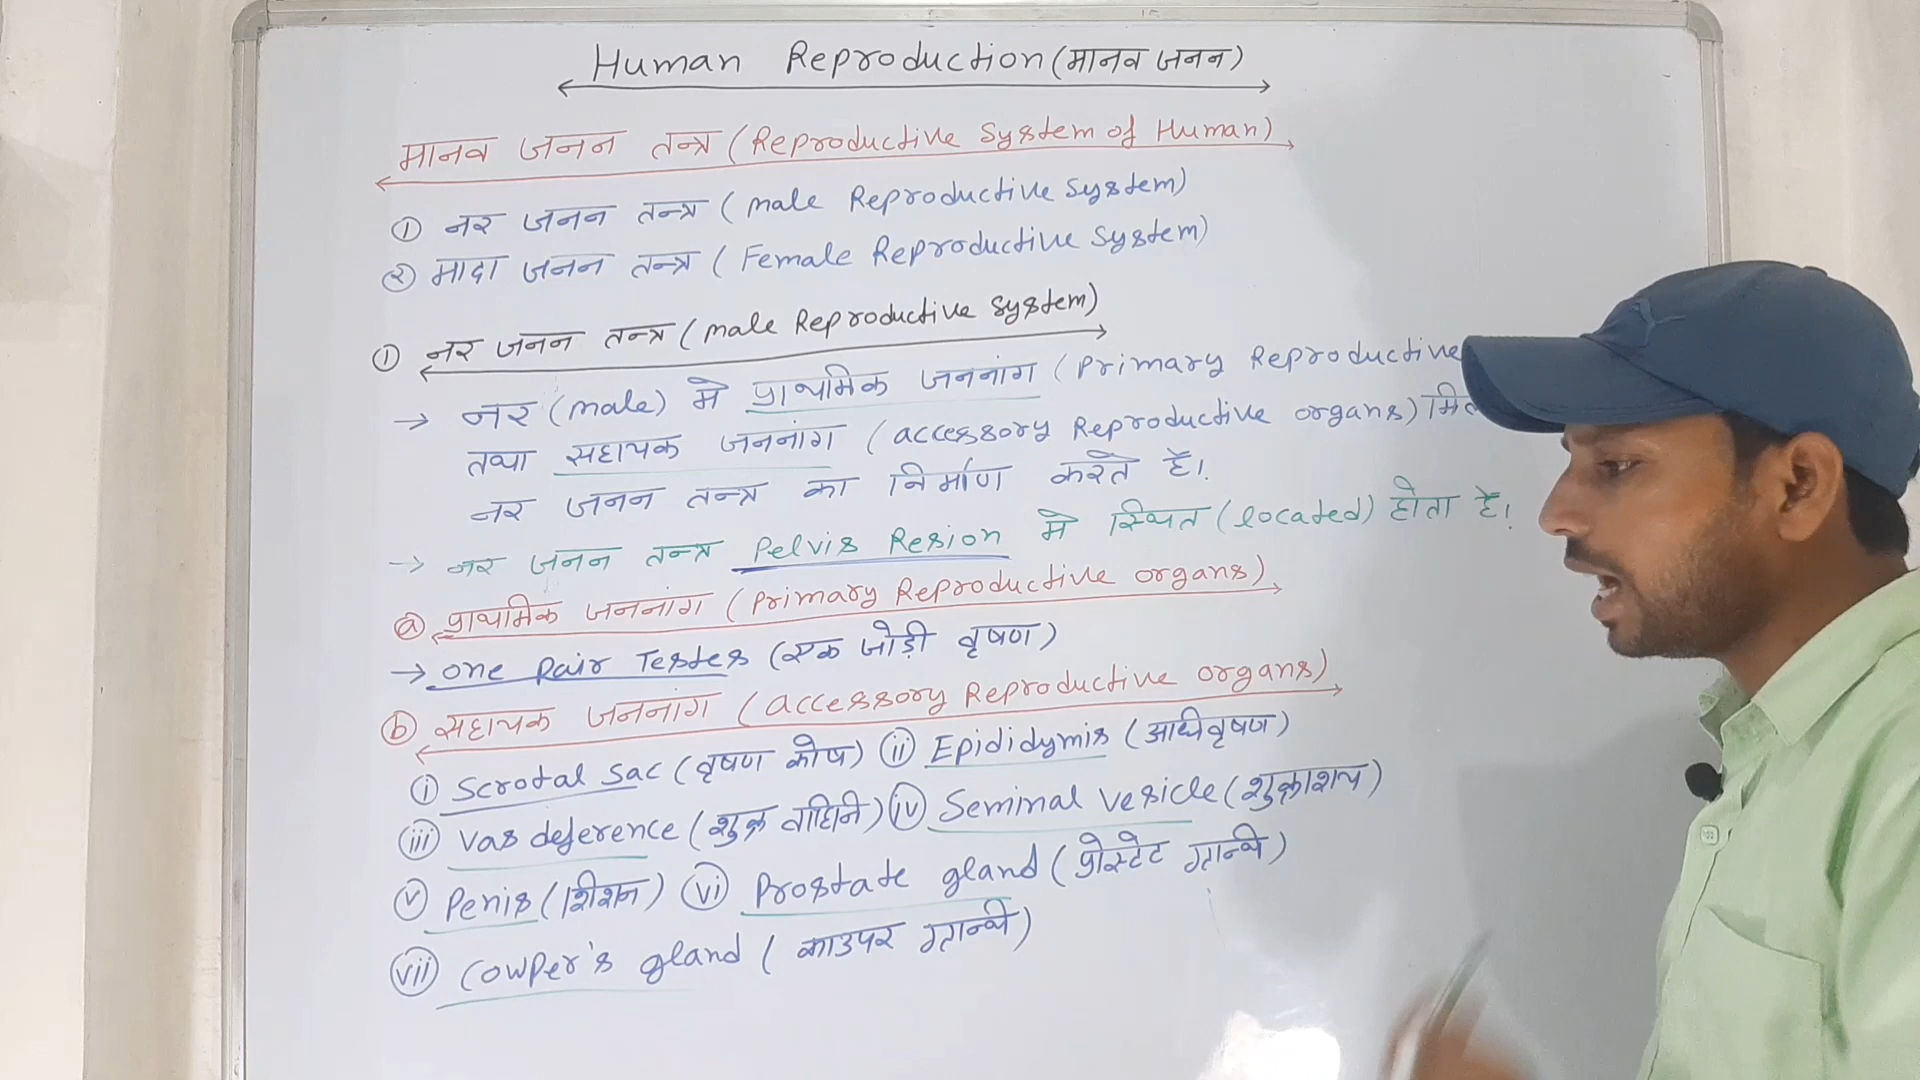 Human Reproduction (मानव जनन)
मानव जनन तन्त्र (Reproductive System of Human)
① नर जनन तन्त्र (male Reproductive System)
② मादा जनन तन्त्र (Female Reproductive System)
① नर जनन तन्त्र (male Reproductive System)
→ नर (male) मे प्राथमिक जननांग (Primary Reproductive
तथा सहायक जननांग (accessory Reproductive organs)
नर जनन तन्त्र का निर्माण करते है।
→ नर जनन तन्त्र Pelvis Resion मे स्थित (located) होता है।
ⓐ प्राथमिक जननांग (Primary Reproductive organs)
→ one Pair Testes (एक जोड़ी वृषण)
ⓑ सहायक जननांग (accessory Reproductive organs)
(i) Scrotal Sac (वृषण कोष) (ii) Epididymis (अधिवृषण)
(iii) Vas deference (शुक्र वाहिनि) (iv) Seminal Vesicle (शुक्राशय)
(v) Penis (शिशन) (vi) Prostate gland (प्रोस्टेट ग्रान्थि)
(vii) Cowper's gland (काउपर ग्रान्थि)